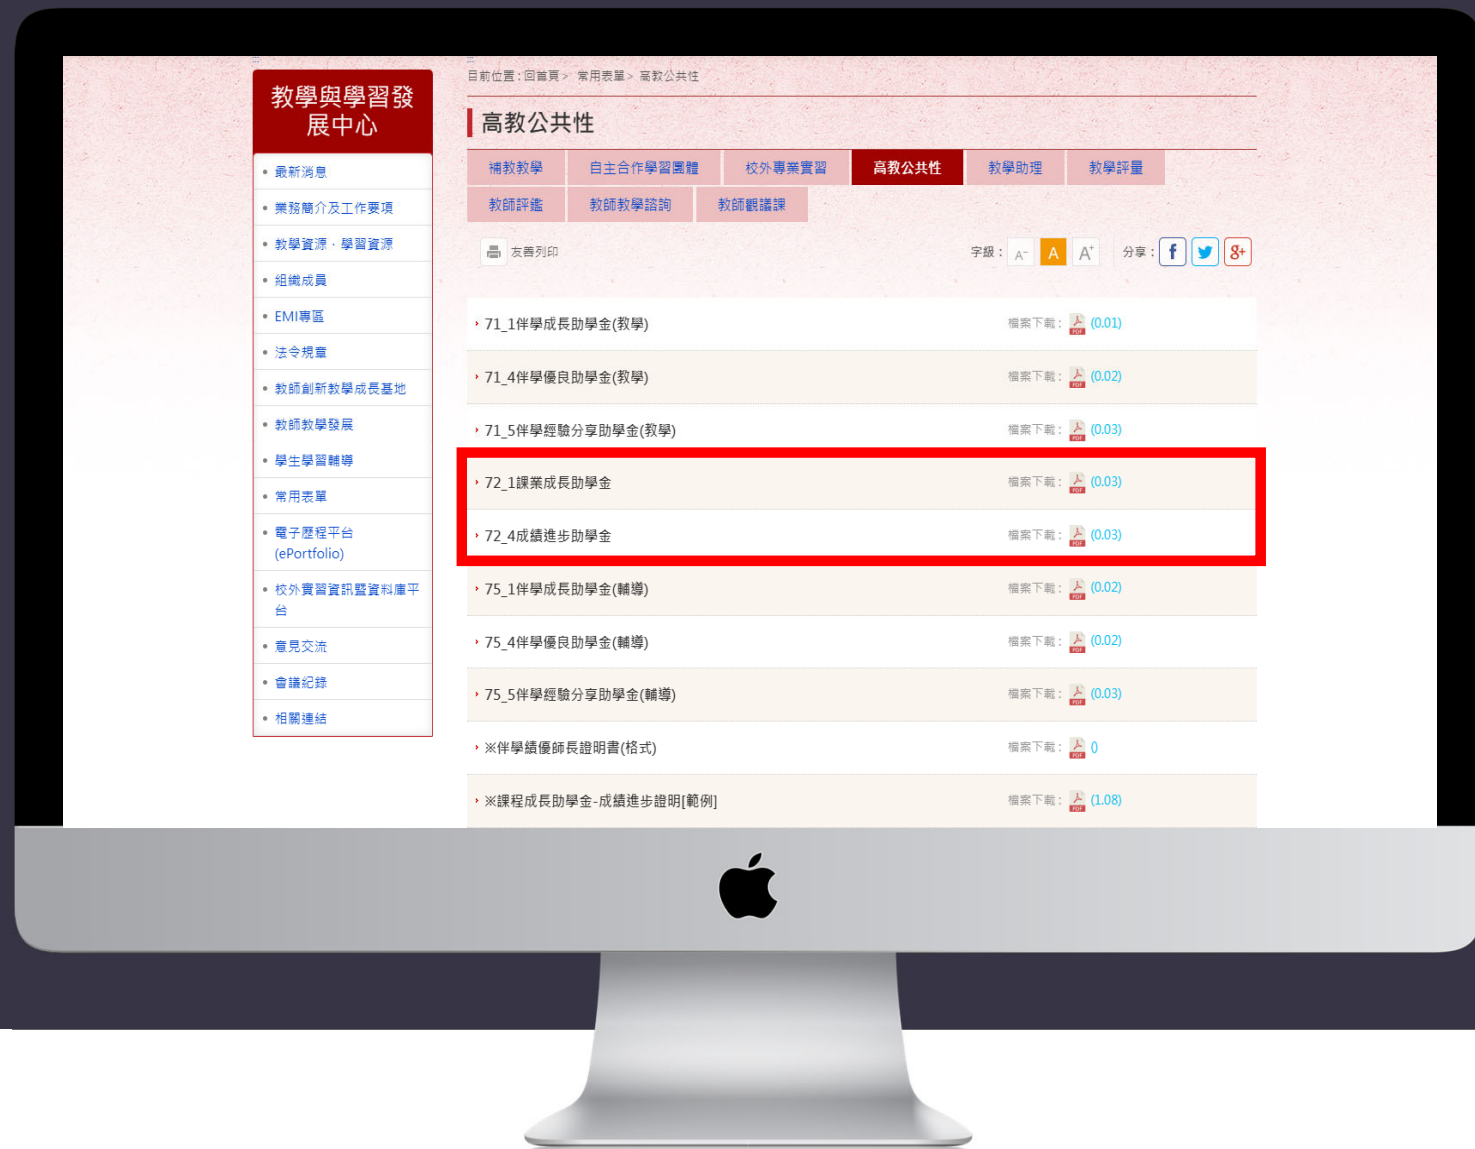 教學與學習發
展中心
最新消息
業務簡介及工作要項
教學資源．學習資源
組織成員
EMI專區
法令規章
教師創新教學成長基地
教師教學發展
學生學習輔導
常用表單
電子歷程平台
(ePortfolio)
校外實習資訊暨資料庫平
台
意見交流
會議紀錄
相關連結
目前位置：回首頁> 常用表單> 高教公共性
高教公共性
補救教學 自主合作學習團體 校外專業實習 高教公共性 教學助理 教學評量
教師評鑑 教師教學諮詢 教師觀議課
友善列印 字級： A- A A+ 分享： f 8+
71_1伴學成長助學金(教學) 檔案下載： PDF (0.01)
71_4伴學優良助學金(教學) 檔案下載： PDF (0.02)
71_5伴學經驗分享助學金(教學) 檔案下載： PDF (0.03)
72_1課業成長助學金 檔案下載： PDF (0.03)
72_4成績進步助學金 檔案下載： PDF (0.03)
75_1伴學成長助學金(輔導) 檔案下載： PDF (0.02)
75_4伴學優良助學金(輔導) 檔案下載： PDF (0.02)
75_5伴學經驗分享助學金(輔導) 檔案下載： PDF (0.03)
※伴學績優師長證明書(格式) 檔案下載： PDF ()
※課程成長助學金-成績進步證明[範例] 檔案下載： PDF (1.08)